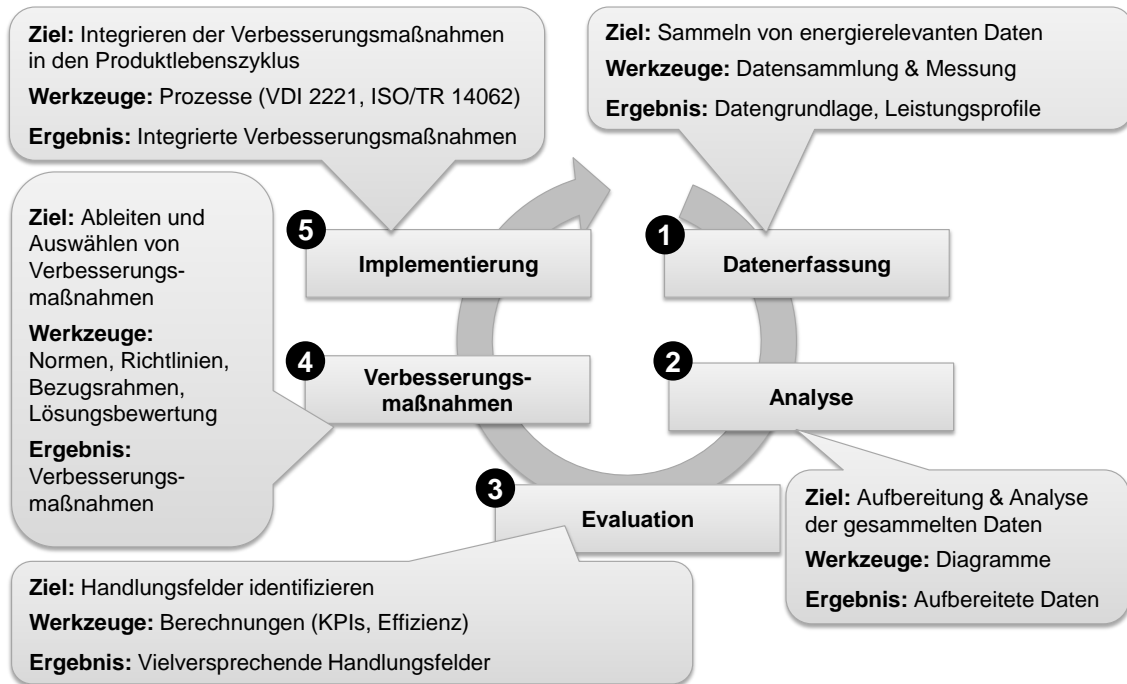 Ziel: Integrieren der Verbesserungsmaßnahmen
in den Produktlebenszyklus
Werkzeuge: Prozesse (VDI 2221, ISO/TR 14062)
Ergebnis: Integrierte Verbesserungsmaßnahmen
Ziel: Sammeln von energierelevanten Daten
Werkzeuge: Datensammlung & Messung
Ergebnis: Datengrundlage, Leistungsprofile
5
Implementierung
1
Datenerfassung
Ziel: Ableiten und
Auswählen von
Verbesserungs-
maßnahmen
Werkzeuge:
Normen, Richtlinien,
Bezugsrahmen,
Lösungsbewertung
Ergebnis:
Verbesserungs-
maßnahmen
4
Verbesserungs-
maßnahmen
2
Analyse
3
Evaluation
Ziel: Aufbereitung & Analyse
der gesammelten Daten
Werkzeuge: Diagramme
Ergebnis: Aufbereitete Daten
Ziel: Handlungsfelder identifizieren
Werkzeuge: Berechnungen (KPIs, Effizienz)
Ergebnis: Vielversprechende Handlungsfelder